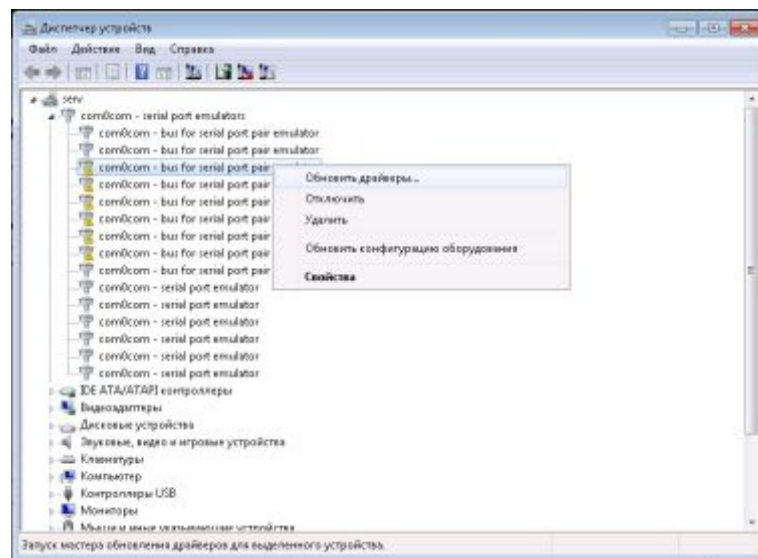 Диспетчер устройств
Файл Действие Вид Справка
serv
com0com - serial port emulators
com0com - bus for serial port pair emulator
com0com - bus for serial port pair emulator
com0com - bus for serial port pair
com0com - bus for serial port pair
com0com - bus for serial port pair
com0com - bus for serial port pair
com0com - bus for serial port pair
com0com - bus for serial port pair
com0com - bus for serial port pair
com0com - serial port emulator
com0com - serial port emulator
com0com - serial port emulator
com0com - serial port emulator
com0com - serial port emulator
com0com - serial port emulator
IDE ATA/ATAPI контроллеры
Видеоадаптеры
Дисковые устройства
Звуковые, видео и игровые устройства
Клавиатуры
Компьютер
Контроллеры USB
Мониторы
Мыши и иные указывающие устройства
Обновить драйверы...
Отключить
Удалить
Обновить конфигурацию оборудования
Свойства
Запуск мастера обновления драйверов для выделенного устройства.